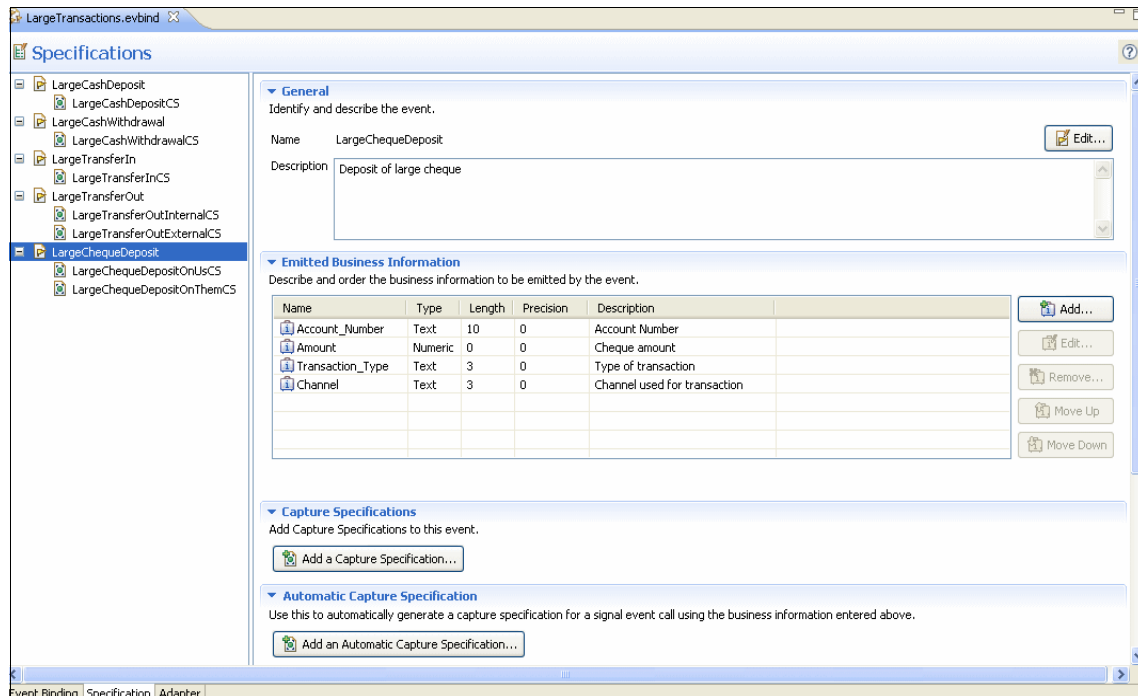 LargeTransactions.evbind
Specifications
LargeCashDeposit
LargeCashDepositCS
LargeCashWithdrawal
LargeCashWithdrawalCS
LargeTransferIn
LargeTransferInCS
LargeTransferOut
LargeTransferOutInternalCS
LargeTransferOutExternalCS
LargeChequeDeposit
LargeChequeDepositOnUsCS
LargeChequeDepositOnThemCS
General
Identify and describe the event.
Name LargeChequeDeposit Edit...
Description Deposit of large cheque
Emitted Business Information
Describe and order the business information to be emitted by the event.
Name Type Length Precision Description
Account_Number Text 10 0 Account Number
Amount Numeric 0 0 Cheque amount
Transaction_Type Text 3 0 Type of transaction
Channel Text 3 0 Channel used for transaction
Add...
Edit...
Remove...
Move Up
Move Down
Capture Specifications
Add Capture Specifications to this event.
Add a Capture Specification...
Automatic Capture Specification
Use this to automatically generate a capture specification for a signal event call using the business information entered above.
Add an Automatic Capture Specification...
Event Binding Specification Adapter